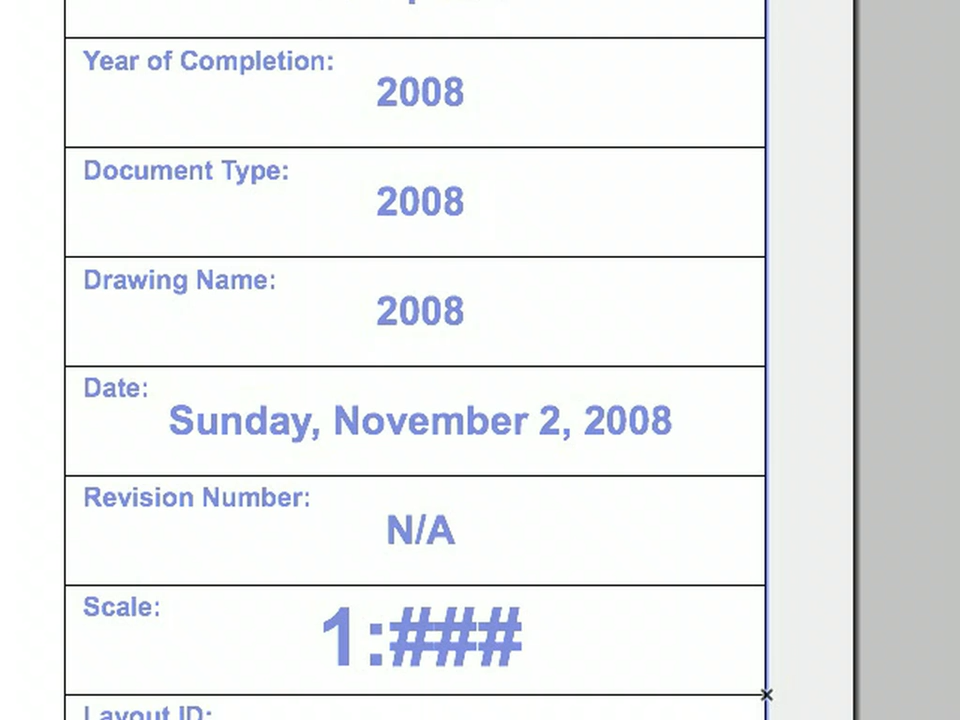 Year of Completion:
2008
Document Type:
2008
Drawing Name:
2008
Date:
Sunday, November 2, 2008
Revision Number:
N/A
Scale:
1:###
Layout ID: